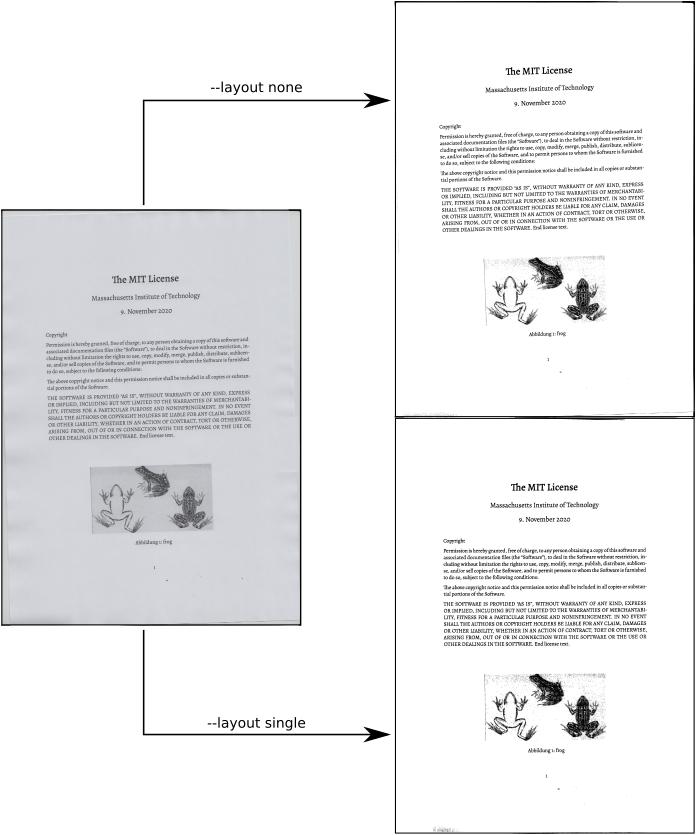 --layout none
The MIT License
Massachusetts Institute of Technology
9. November 2020
Copyright
Permission is hereby granted, free of charge, to any person obtaining a copy of this software and
associated documentation files (the "Software"), to deal in the Software without restriction, in-
cluding without limitation the rights to use, copy, modify, merge, publish, distribute, sublicen-
se, and/or sell copies of the Software, and to permit persons to whom the Software is furnished
to do so, subject to the following conditions:
The above copyright notice and this permission notice shall be included in all copies or substan-
tial portions of the Software.
THE SOFTWARE IS PROVIDED "AS IS", WITHOUT WARRANTY OF ANY KIND, EXPRESS
OR IMPLIED, INCLUDING BUT NOT LIMITED TO THE WARRANTIES OF MERCHANTABI-
LITY, FITNESS FOR A PARTICULAR PURPOSE AND NONINFRINGEMENT. IN NO EVENT
SHALL THE AUTHORS OR COPYRIGHT HOLDERS BE LIABLE FOR ANY CLAIM, DAMAGES
OR OTHER LIABILITY, WHETHER IN AN ACTION OF CONTRACT, TORT OR OTHERWISE,
ARISING FROM, OUT OF OR IN CONNECTION WITH THE SOFTWARE OR THE USE OR
OTHER DEALINGS IN THE SOFTWARE. End license text.
Abbildung 1: frog
1
The MIT License
Massachusetts Institute of Technology
9. November 2020
Copyright
Permission is hereby granted, free of charge, to any person obtaining a copy of this software and
associated documentation files (the "Software"), to deal in the Software without restriction, in-
cluding without limitation the rights to use, copy, modify, merge, publish, distribute, sublicen-
se, and/or sell copies of the Software, and to permit persons to whom the Software is furnished
to do so, subject to the following conditions:
The above copyright notice and this permission notice shall be included in all copies or substan-
tial portions of the Software.
THE SOFTWARE IS PROVIDED "AS IS", WITHOUT WARRANTY OF ANY KIND, EXPRESS
OR IMPLIED, INCLUDING BUT NOT LIMITED TO THE WARRANTIES OF MERCHANTABI-
LITY, FITNESS FOR A PARTICULAR PURPOSE AND NONINFRINGEMENT. IN NO EVENT
SHALL THE AUTHORS OR COPYRIGHT HOLDERS BE LIABLE FOR ANY CLAIM, DAMAGES
OR OTHER LIABILITY, WHETHER IN AN ACTION OF CONTRACT, TORT OR OTHERWISE,
ARISING FROM, OUT OF OR IN CONNECTION WITH THE SOFTWARE OR THE USE OR
OTHER DEALINGS IN THE SOFTWARE. End license text.
Abbildung 1: frog
1
--layout single
The MIT License
Massachusetts Institute of Technology
9. November 2020
Copyright
Permission is hereby granted, free of charge, to any person obtaining a copy of this software and
associated documentation files (the "Software"), to deal in the Software without restriction, in-
cluding without limitation the rights to use, copy, modify, merge, publish, distribute, sublicen-
se, and/or sell copies of the Software, and to permit persons to whom the Software is furnished
to do so, subject to the following conditions:
The above copyright notice and this permission notice shall be included in all copies or substan-
tial portions of the Software.
THE SOFTWARE IS PROVIDED "AS IS", WITHOUT WARRANTY OF ANY KIND, EXPRESS
OR IMPLIED, INCLUDING BUT NOT LIMITED TO THE WARRANTIES OF MERCHANTABI-
LITY, FITNESS FOR A PARTICULAR PURPOSE AND NONINFRINGEMENT. IN NO EVENT
SHALL THE AUTHORS OR COPYRIGHT HOLDERS BE LIABLE FOR ANY CLAIM, DAMAGES
OR OTHER LIABILITY, WHETHER IN AN ACTION OF CONTRACT, TORT OR OTHERWISE,
ARISING FROM, OUT OF OR IN CONNECTION WITH THE SOFTWARE OR THE USE OR
OTHER DEALINGS IN THE SOFTWARE. End license text.
Abbildung 1: frog
1